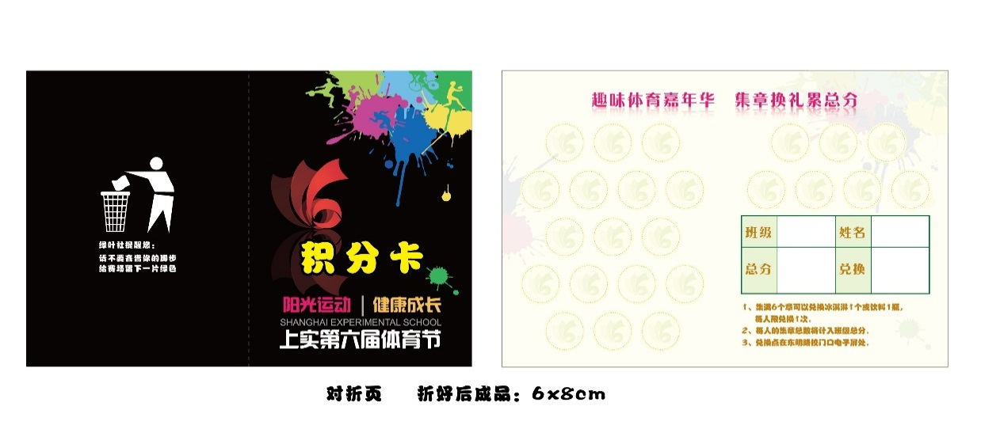 绿叶社提醒您：
请不要吝啬你的脚步
给赛场留下一片绿色
积分卡
阳光运动｜健康成长
SHANGHAI EXPERIMENTAL SCHOOL
上实第六届体育节
趣味体育嘉年华 集章换礼累总分
班级 姓名
总分 兑换
1、集满6个章可以兑换冰淇淋1个或饮料1瓶，
每人限兑换1次．
2、每人的集章总数将计入班级总分．
3、兑换点在东明路校门口电子屏处．
对折页 折好后成品：6x8cm